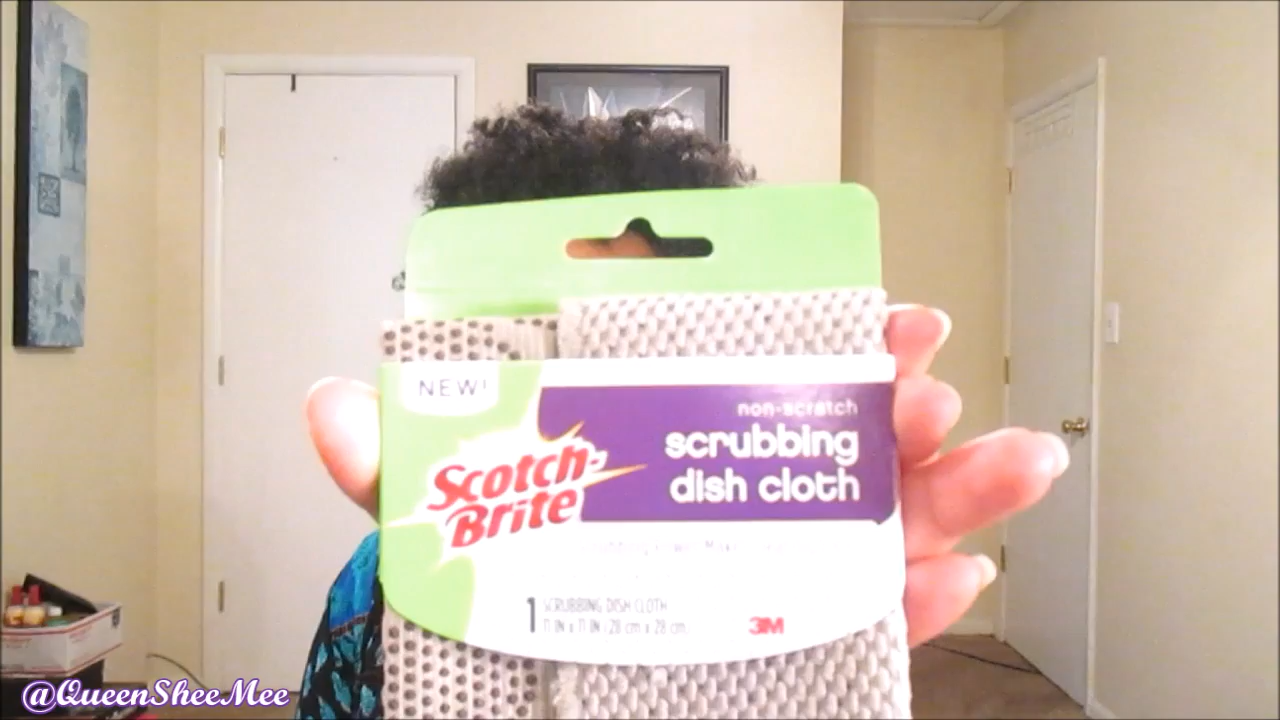 NEW!
Scotch-
Brite
non-scratch
scrubbing
dish cloth
1 SCRUBBING DISH CLOTH
11 IN x 11 IN (28 cm x 28 cm)
3M
@QueenSheeMee